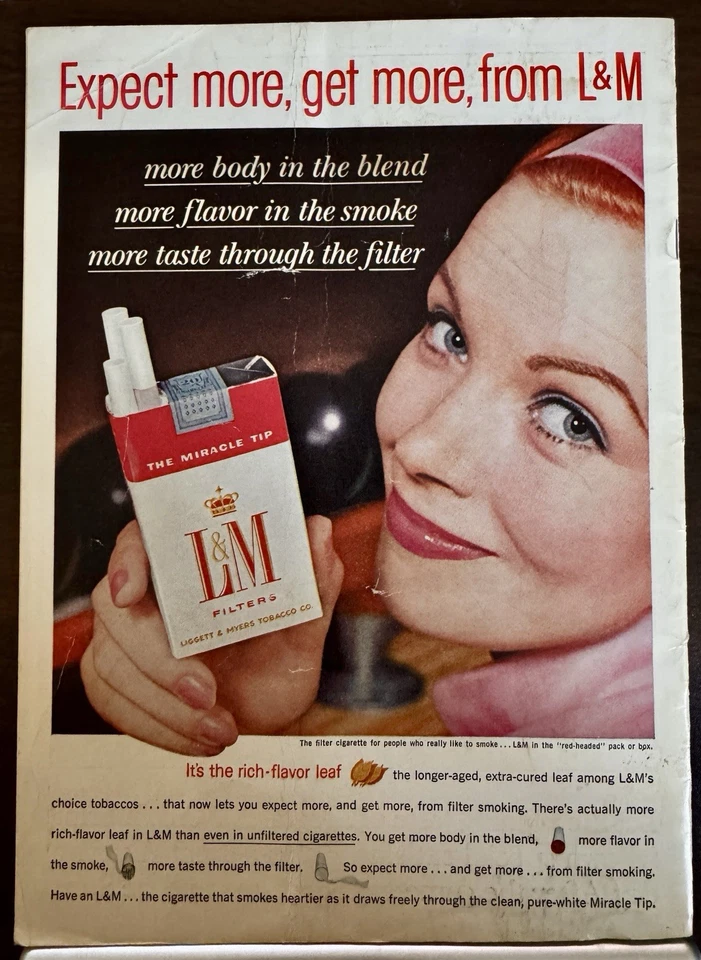 Expect more, get more, from L&M
more body in the blend
more flavor in the smoke
more taste through the filter
20
THE MIRACLE TIP
L&M
FILTERS
LIGGETT & MYERS TOBACCO CO.
The filter cigarette for people who really like to smoke...L&M in the "red-headed" pack or box.
It's the rich-flavor leaf the longer-aged, extra-cured leaf among L&M's
choice tobaccos...that now lets you expect more, and get more, from filter smoking. There's actually more
rich-flavor leaf in L&M than even in unfiltered cigarettes. You get more body in the blend, more flavor in
the smoke, more taste through the filter. So expect more...and get more...from filter smoking.
Have an L&M...the cigarette that smokes heartier as it draws freely through the clean, pure-white Miracle Tip.